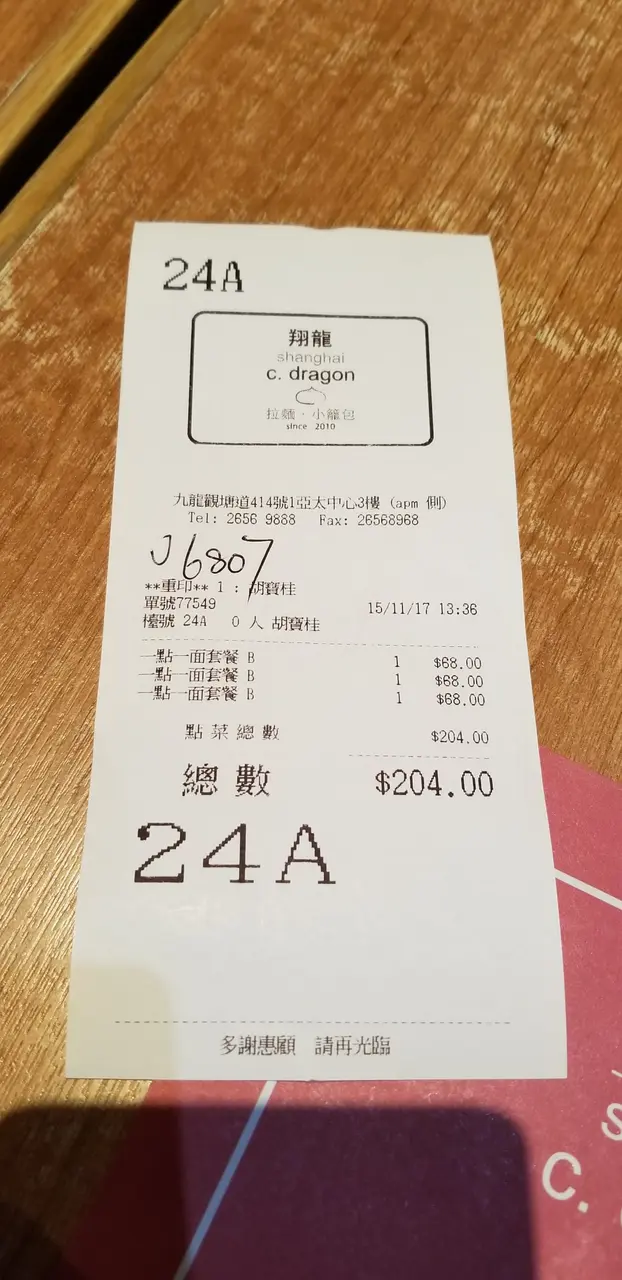 24A
翔龍
shanghai
c. dragon
拉麵·小籠包
since 2010
九龍觀塘道414號1亞太中心3樓 (apm 側)
Tel: 2656 9888 Fax: 26568968
J6807
**重印** 1 : 胡寶桂
單號77549 15/11/17 13:36
檯號 24A 0 人 胡寶桂
一點一面套餐 B 1 $68.00
一點一面套餐 B 1 $68.00
一點一面套餐 B 1 $68.00
點菜總數 $204.00
總數 $204.00
24A
多謝惠顧 請再光臨
s
c.